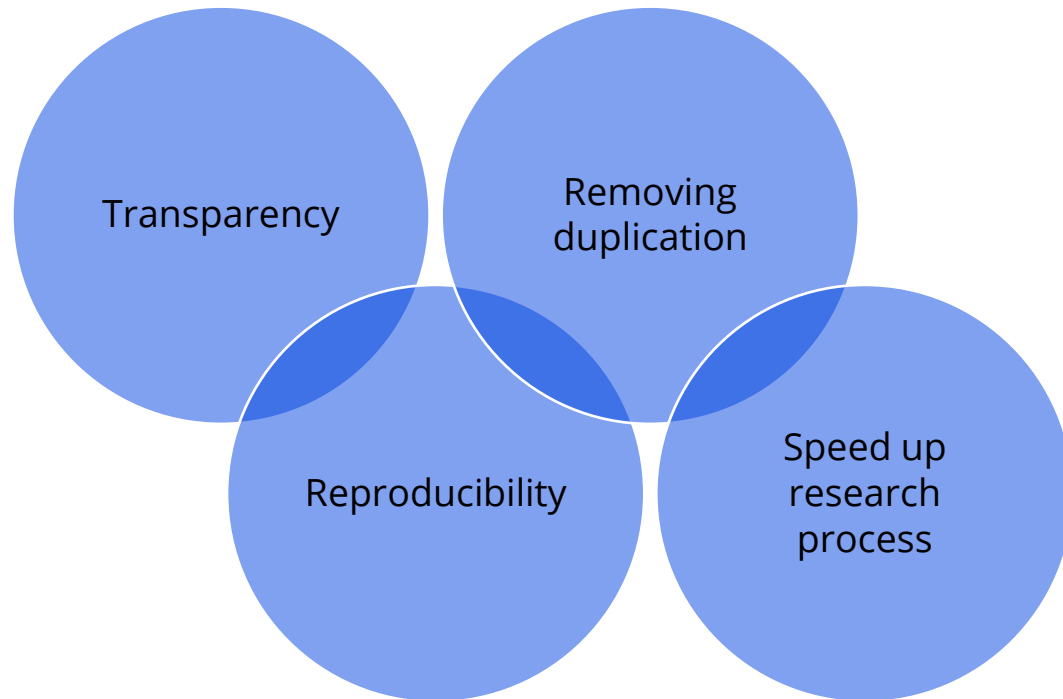 Transparency
Removing
duplication
Reproducibility
Speed up
research
process